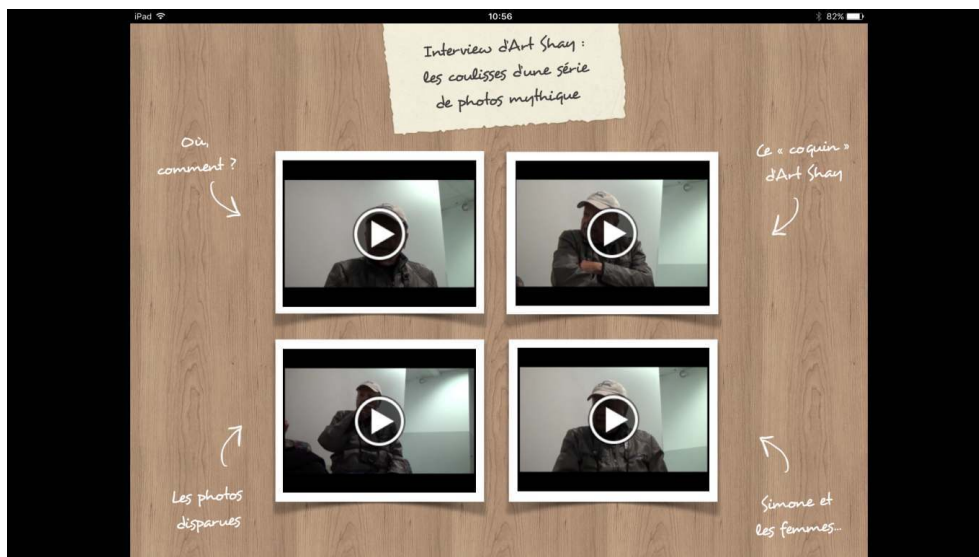 iPad 10:56 82%
Interview d'Art Shay :
les coulisses d'une série
de photos mythique
Où,
comment ?
Ce « coquin »
d'Art Shay
Les photos
disparues
Simone et
les femmes...